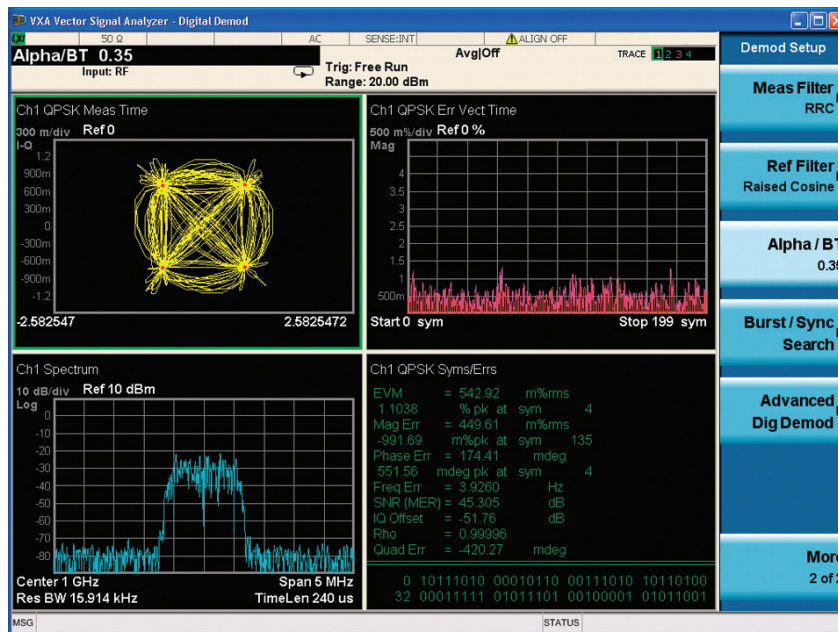 VXA Vector Signal Analyzer - Digital Demod
LXI 50 Ω AC SENSE:INT ALIGN OFF
Alpha/BT 0.35
Input: RF
Trig: Free Run
Range: 20.00 dBm
Avg|Off
TRACE 1 2 3 4
Ch1 QPSK Meas Time
300 m/div Ref 0
I-Q
1.2
900m
600m
300m
0
-300m
-600m
-900m
-1.2
-2.582547 2.5825472
Ch1 QPSK Err Vect Time
500 m%/div Ref 0 %
Mag
4
3.5
3
2.5
2
1.5
1
500m
Start 0 sym Stop 199 sym
Ch1 Spectrum
10 dB/div Ref 10 dBm
Log
0
-10
-20
-30
-40
-50
-60
-70
-80
Center 1 GHz Span 5 MHz
Res BW 15.914 kHz TimeLen 240 us
Ch1 QPSK Syms/Errs
EVM = 542.92 m%rms
1.1038 % pk at sym 4
Mag Err = 449.61 m%rms
-991.69 m%pk at sym 135
Phase Err = 174.41 mdeg
551.56 mdeg pk at sym 4
Freq Err = 3.9260 Hz
SNR (MER) = 45.305 dB
IQ Offset = -51.76 dB
Rho = 0.99996
Quad Err = -420.27 mdeg
0 10111010 00010110 00111010 10110100
32 00011111 01011101 00100001 01011001
Demod Setup
Meas Filter
RRC
Ref Filter
Raised Cosine
Alpha / BT
0.35
Burst / Sync
Search
Advanced
Dig Demod
More
2 of 2
MSG STATUS